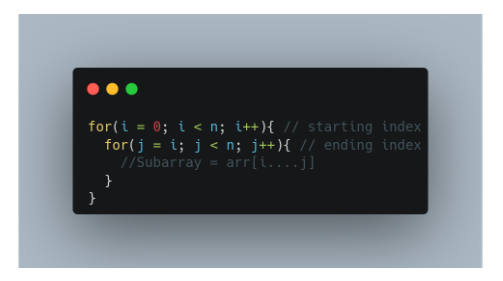 for(i = 0; i < n; i++){ // starting index
for(j = i; j < n; j++){ // ending index
//Subarray = arr[i....j]
}
}